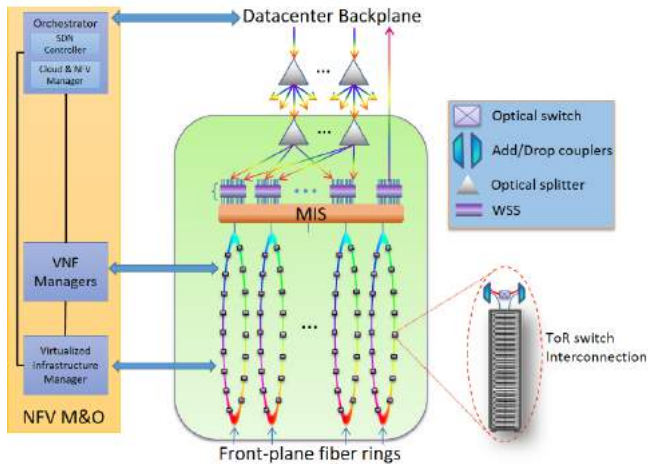 Orchestrator
SDN
Controller
Cloud & NFV
Manager
VNF
Managers
Virtualized
Infrastructure
Manager
NFV M&O
Datacenter Backplane
...
...
...
MIS
...
Front-plane fiber rings
Optical switch
Add/Drop couplers
Optical splitter
WSS
ToR switch
Interconnection